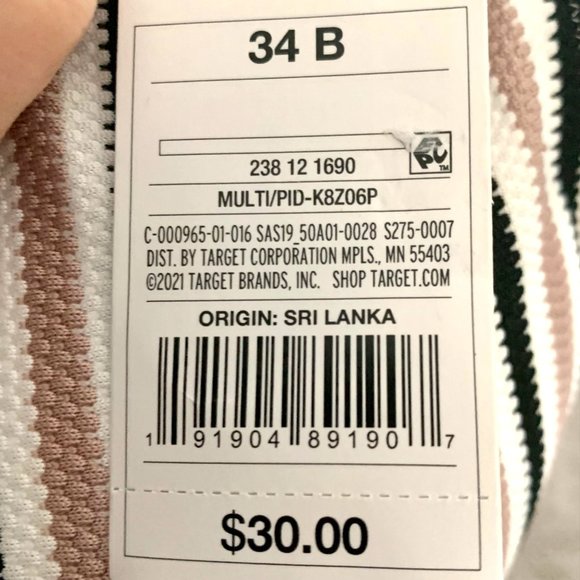 34 B
238 12 1690
MULTI/PID-K8Z06P
C-000965-01-016 SAS19_50A01-0028 S275-0007
DIST. BY TARGET CORPORATION MPLS., MN 55403
©2021 TARGET BRANDS, INC. SHOP TARGET.COM
ORIGIN: SRI LANKA
1 91904 89190 7
$30.00